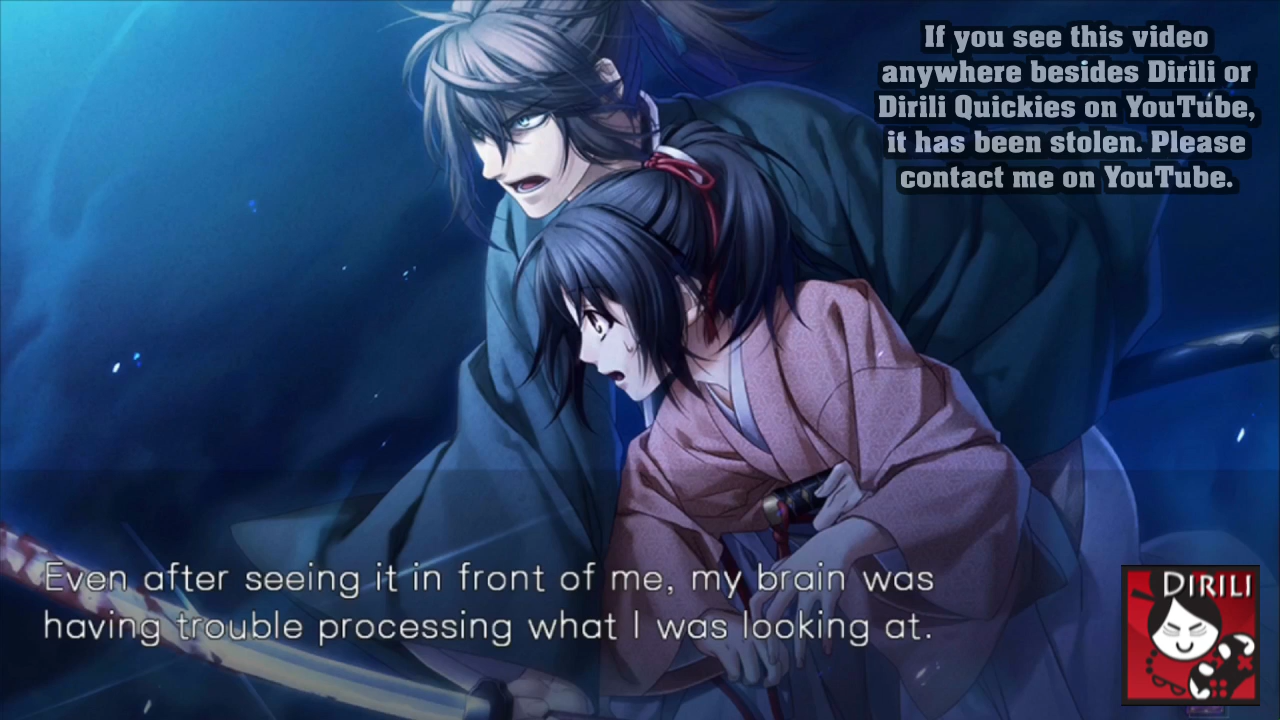 If you see this video
anywhere besides Dirili or
Dirili Quickies on YouTube,
it has been stolen. Please
contact me on YouTube.
Even after seeing it in front of me, my brain was
having trouble processing what I was looking at.
DIRILI